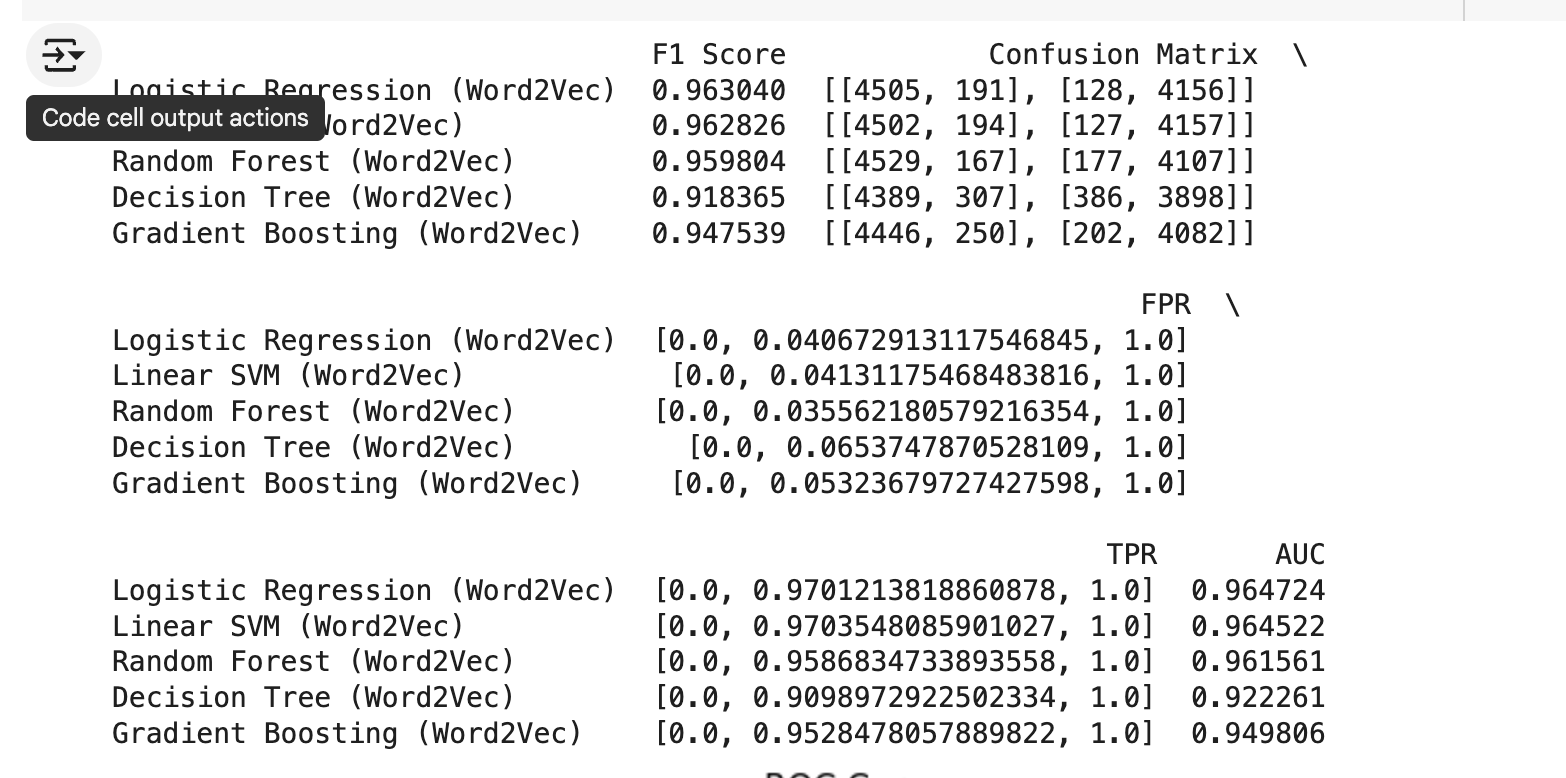 F1 Score Confusion Matrix \
Logistic Regression (Word2Vec) 0.963040 [[4505, 191], [128, 4156]]
Code cell output actions
Word2Vec) 0.962826 [[4502, 194], [127, 4157]]
Random Forest (Word2Vec) 0.959804 [[4529, 167], [177, 4107]]
Decision Tree (Word2Vec) 0.918365 [[4389, 307], [386, 3898]]
Gradient Boosting (Word2Vec) 0.947539 [[4446, 250], [202, 4082]]
FPR \
Logistic Regression (Word2Vec) [0.0, 0.040672913117546845, 1.0]
Linear SVM (Word2Vec) [0.0, 0.04131175468483816, 1.0]
Random Forest (Word2Vec) [0.0, 0.035562180579216354, 1.0]
Decision Tree (Word2Vec) [0.0, 0.0653747870528109, 1.0]
Gradient Boosting (Word2Vec) [0.0, 0.05323679727427598, 1.0]
TPR AUC
Logistic Regression (Word2Vec) [0.0, 0.9701213818860878, 1.0] 0.964724
Linear SVM (Word2Vec) [0.0, 0.9703548085901027, 1.0] 0.964522
Random Forest (Word2Vec) [0.0, 0.9586834733893558, 1.0] 0.961561
Decision Tree (Word2Vec) [0.0, 0.9098972922502334, 1.0] 0.922261
Gradient Boosting (Word2Vec) [0.0, 0.9528478057889822, 1.0] 0.949806